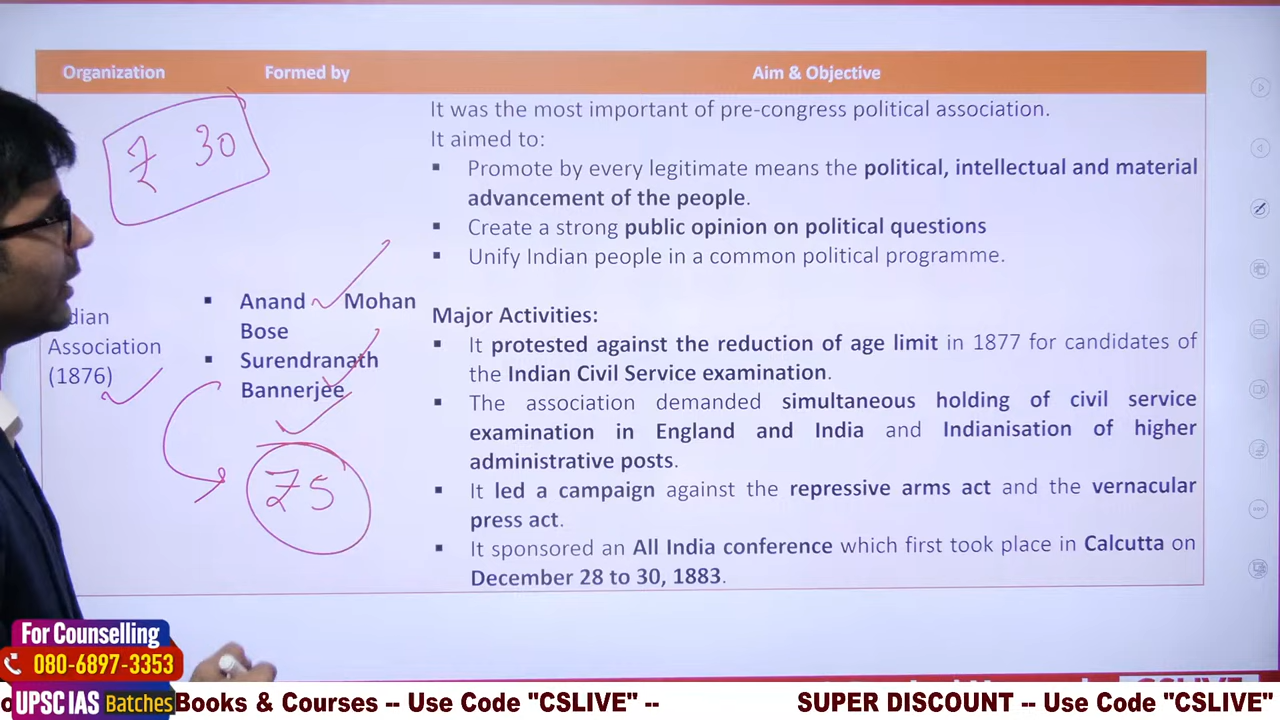 Organization
Formed by
Aim & Objective
₹ 30
It was the most important of pre-congress political association.
It aimed to:
▪ Promote by every legitimate means the political, intellectual and material
advancement of the people.
▪ Create a strong public opinion on political questions
▪ Unify Indian people in a common political programme.
dian
Association
(1876)
▪ Anand Mohan
Bose
▪ Surendranath
Bannerjee
75
Major Activities:
▪ It protested against the reduction of age limit in 1877 for candidates of
the Indian Civil Service examination.
▪ The association demanded simultaneous holding of civil service
examination in England and India and Indianisation of higher
administrative posts.
▪ It led a campaign against the repressive arms act and the vernacular
press act.
▪ It sponsored an All India conference which first took place in Calcutta on
December 28 to 30, 1883.
For Counselling
080-6897-3353
UPSC IAS Batches
Books & Courses -- Use Code "CSLIVE" -- SUPER DISCOUNT -- Use Code "CSLIVE"